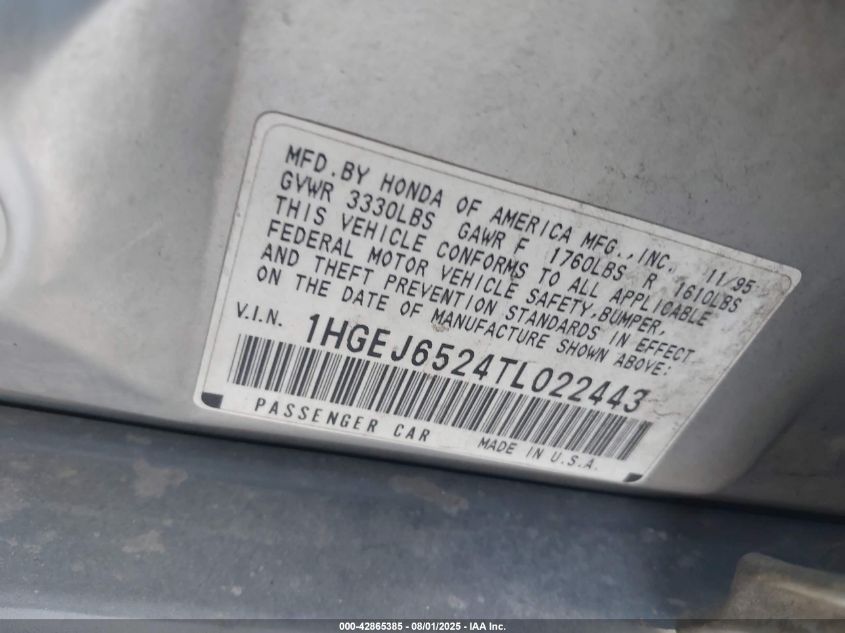 MFD.BY HONDA OF AMERICA MFG.,INC. 11/95
GVWR 3330LBS GAWR F 1760LBS R 1610LBS
THIS VEHICLE CONFORMS TO ALL APPLICABLE
FEDERAL MOTOR VEHICLE SAFETY,BUMPER,
AND THEFT PREVENTION STANDARDS IN EFFECT
ON THE DATE OF MANUFACTURE SHOWN ABOVE:
V.I.N. 1HGEJ6524TL022443
PASSENGER CAR MADE IN U.S.A.
000-42865385 - 08/01/2025 - IAA Inc.